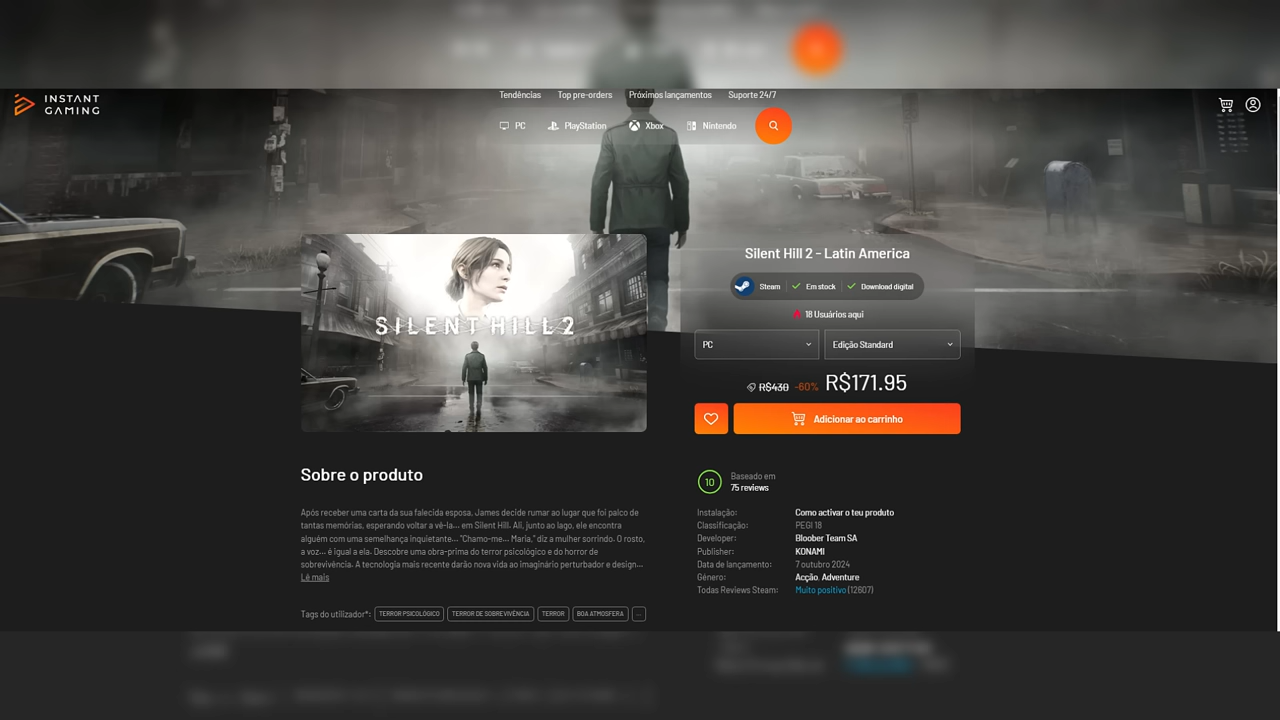 INSTANT
GAMING
Tendências Top pre-orders Próximos lançamentos Suporte 24/7
PC PlayStation Xbox Nintendo
SILENT HILL 2
Silent Hill 2 - Latin America
Steam Em stock Download digital
18 Usuários aqui
PC Edição Standard
R$430 -60% R$171.95
Adicionar ao carrinho
Sobre o produto
Após receber uma carta da sua falecida esposa, James decide rumar ao lugar que foi palco de
tantas memórias, esperando voltar a vê-la... em Silent Hill. Ali, junto ao lago, ele encontra
alguém com uma semelhança inquietante... "Chamo-me... Maria," diz a mulher sorrindo. O rosto,
a voz... é igual a ela. Descobre uma obra-prima do terror psicológico e do horror de
sobrevivência. A tecnologia mais recente darão nova vida ao imaginário perturbador e design...
Lê mais
Tags do utilizador*: TERROR PSICOLÓGICO TERROR DE SOBREVIVÊNCIA TERROR BOA ATMOSFERA ...
10
Baseado em
75 reviews
Instalação: Como activar o teu produto
Classificação: PEGI 18
Developer: Bloober Team SA
Publisher: KONAMI
Data de lançamento: 7 outubro 2024
Género: Acção, Adventure
Todas Reviews Steam: Muito positivo (12607)